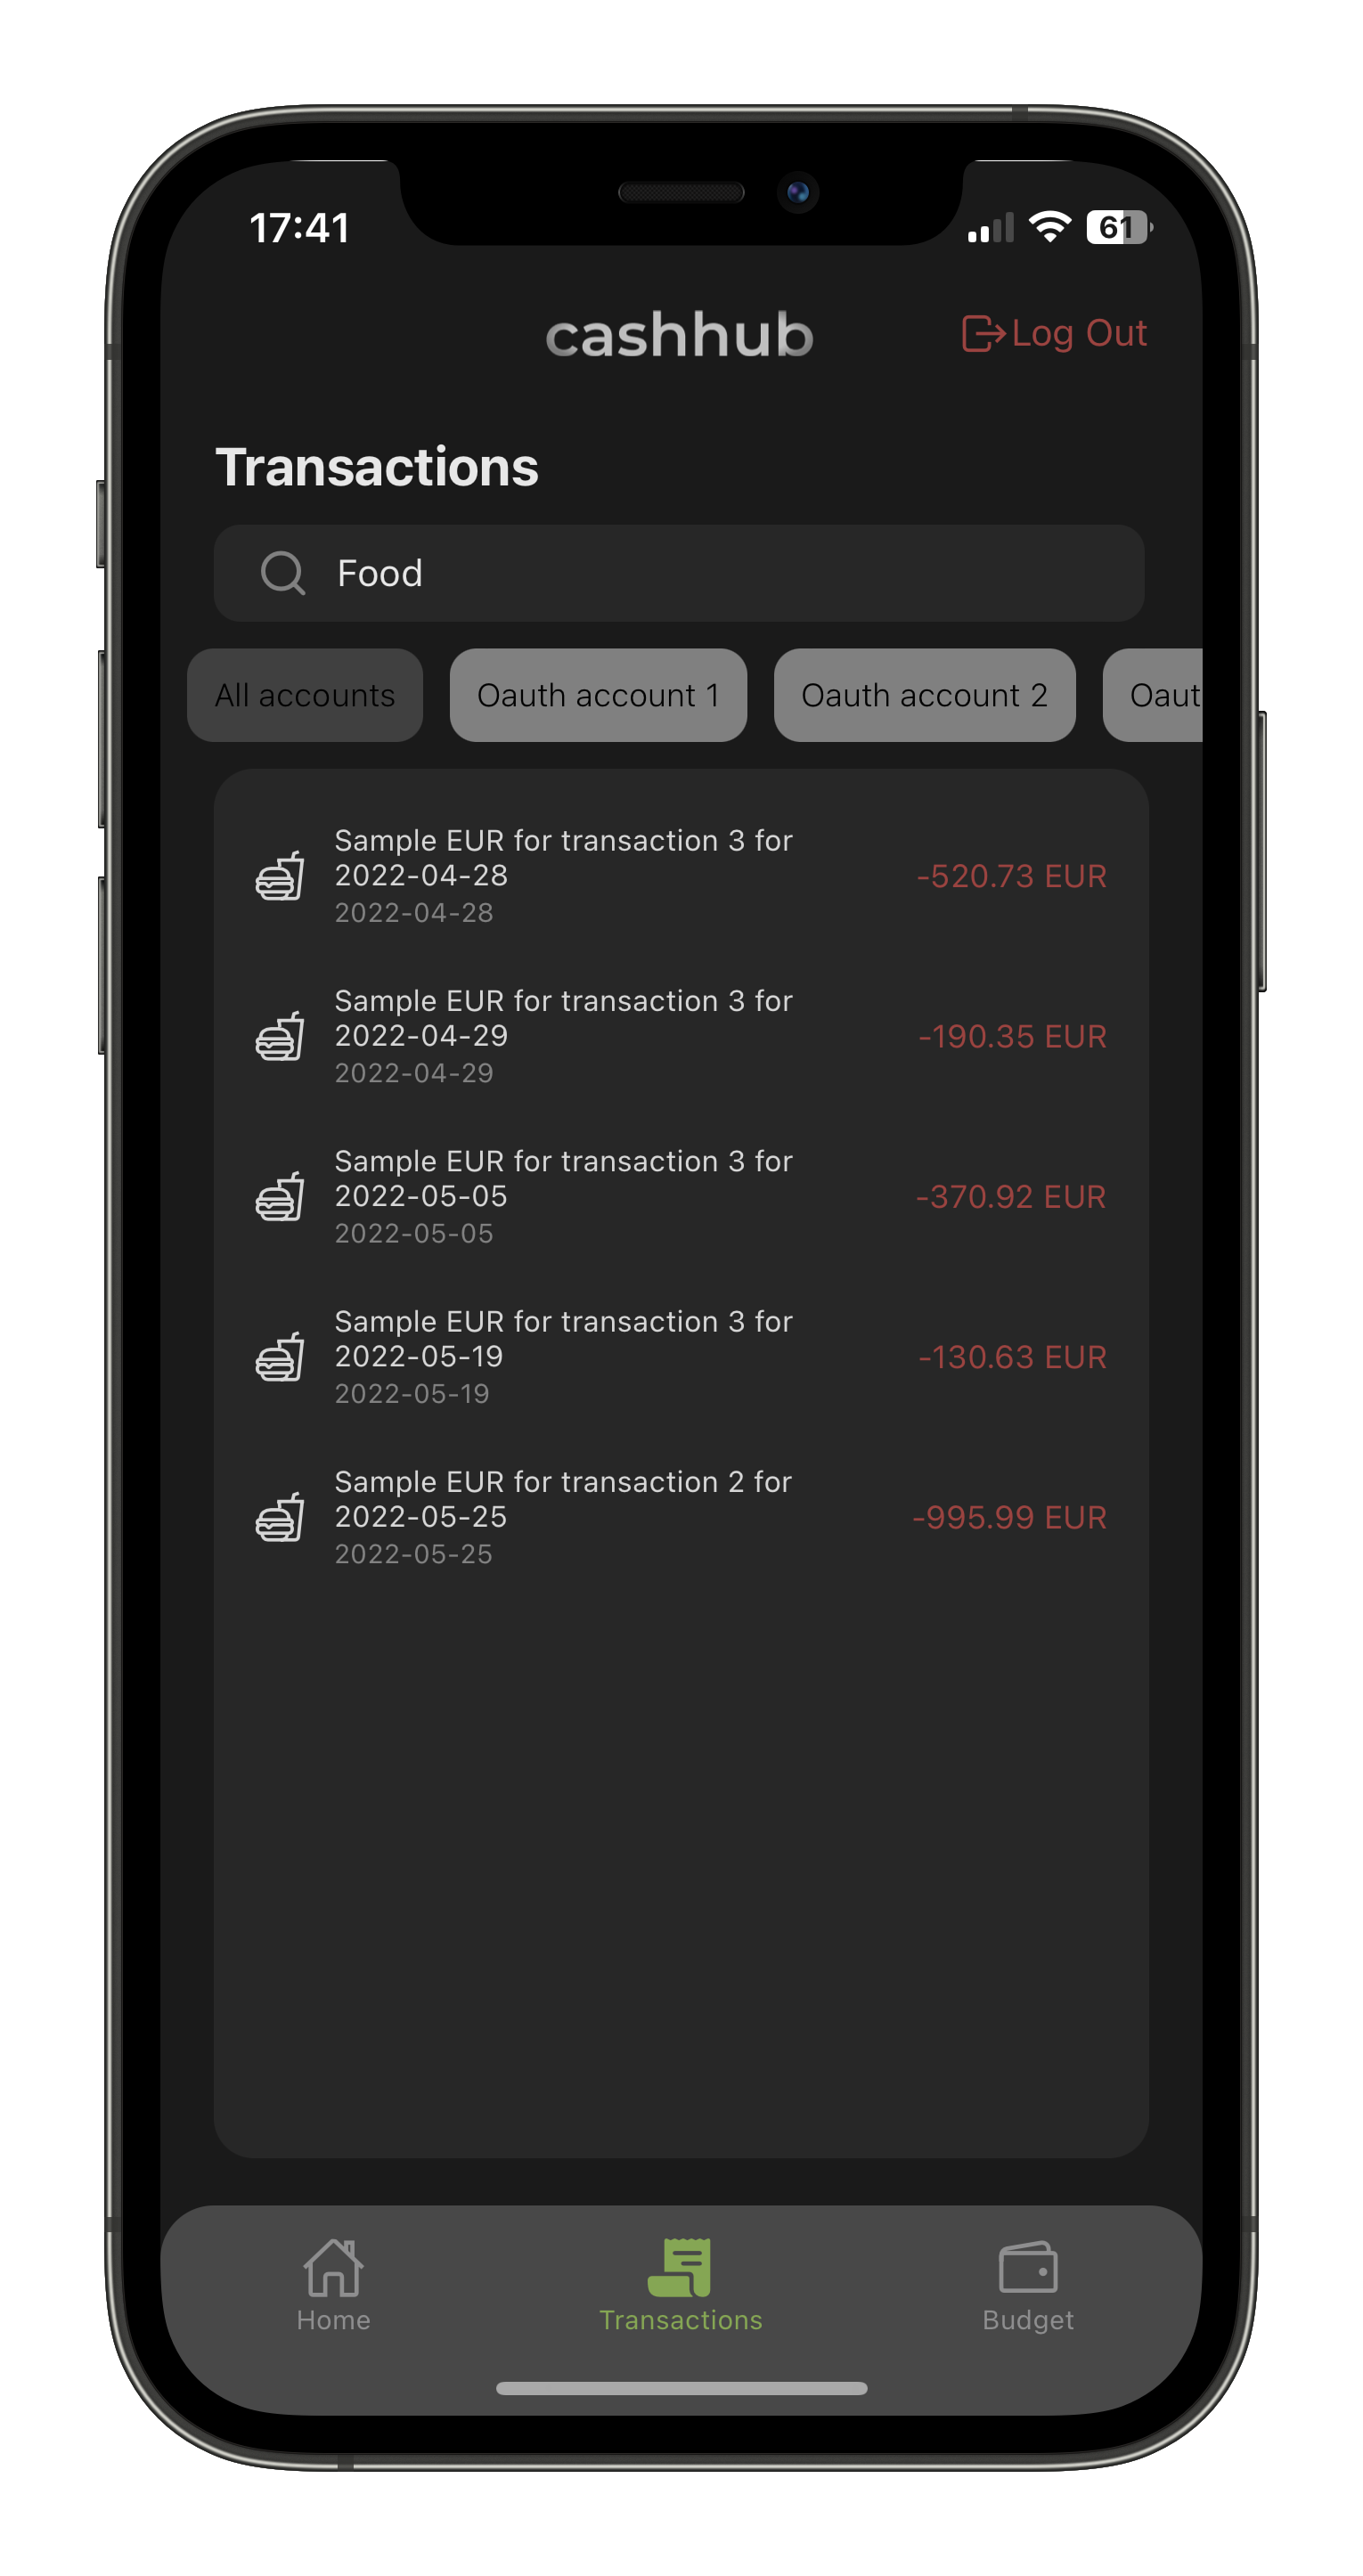 17:41
61
cashhub
Log Out
Transactions
Food
All accounts
Oauth account 1
Oauth account 2
Oaut
Sample EUR for transaction 3 for
2022-04-28
2022-04-28
-520.73 EUR
Sample EUR for transaction 3 for
2022-04-29
2022-04-29
-190.35 EUR
Sample EUR for transaction 3 for
2022-05-05
2022-05-05
-370.92 EUR
Sample EUR for transaction 3 for
2022-05-19
2022-05-19
-130.63 EUR
Sample EUR for transaction 2 for
2022-05-25
2022-05-25
-995.99 EUR
Home
Transactions
Budget